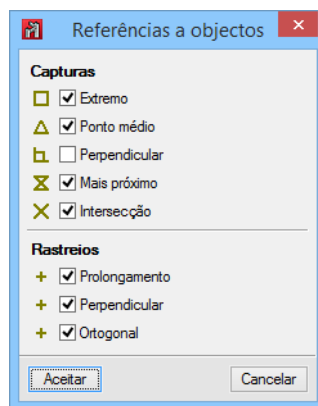 Referências a objectos
Capturas
Extremo
Ponto médio
Perpendicular
Mais próximo
Intersecção
Rastreios
Prolongamento
Perpendicular
Ortogonal
Aceitar Cancelar